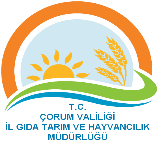 T.C.
ÇORUM VALİLİĞİ
İL GIDA TARIM VE HAYVANCILIK
MÜDÜRLÜĞÜ